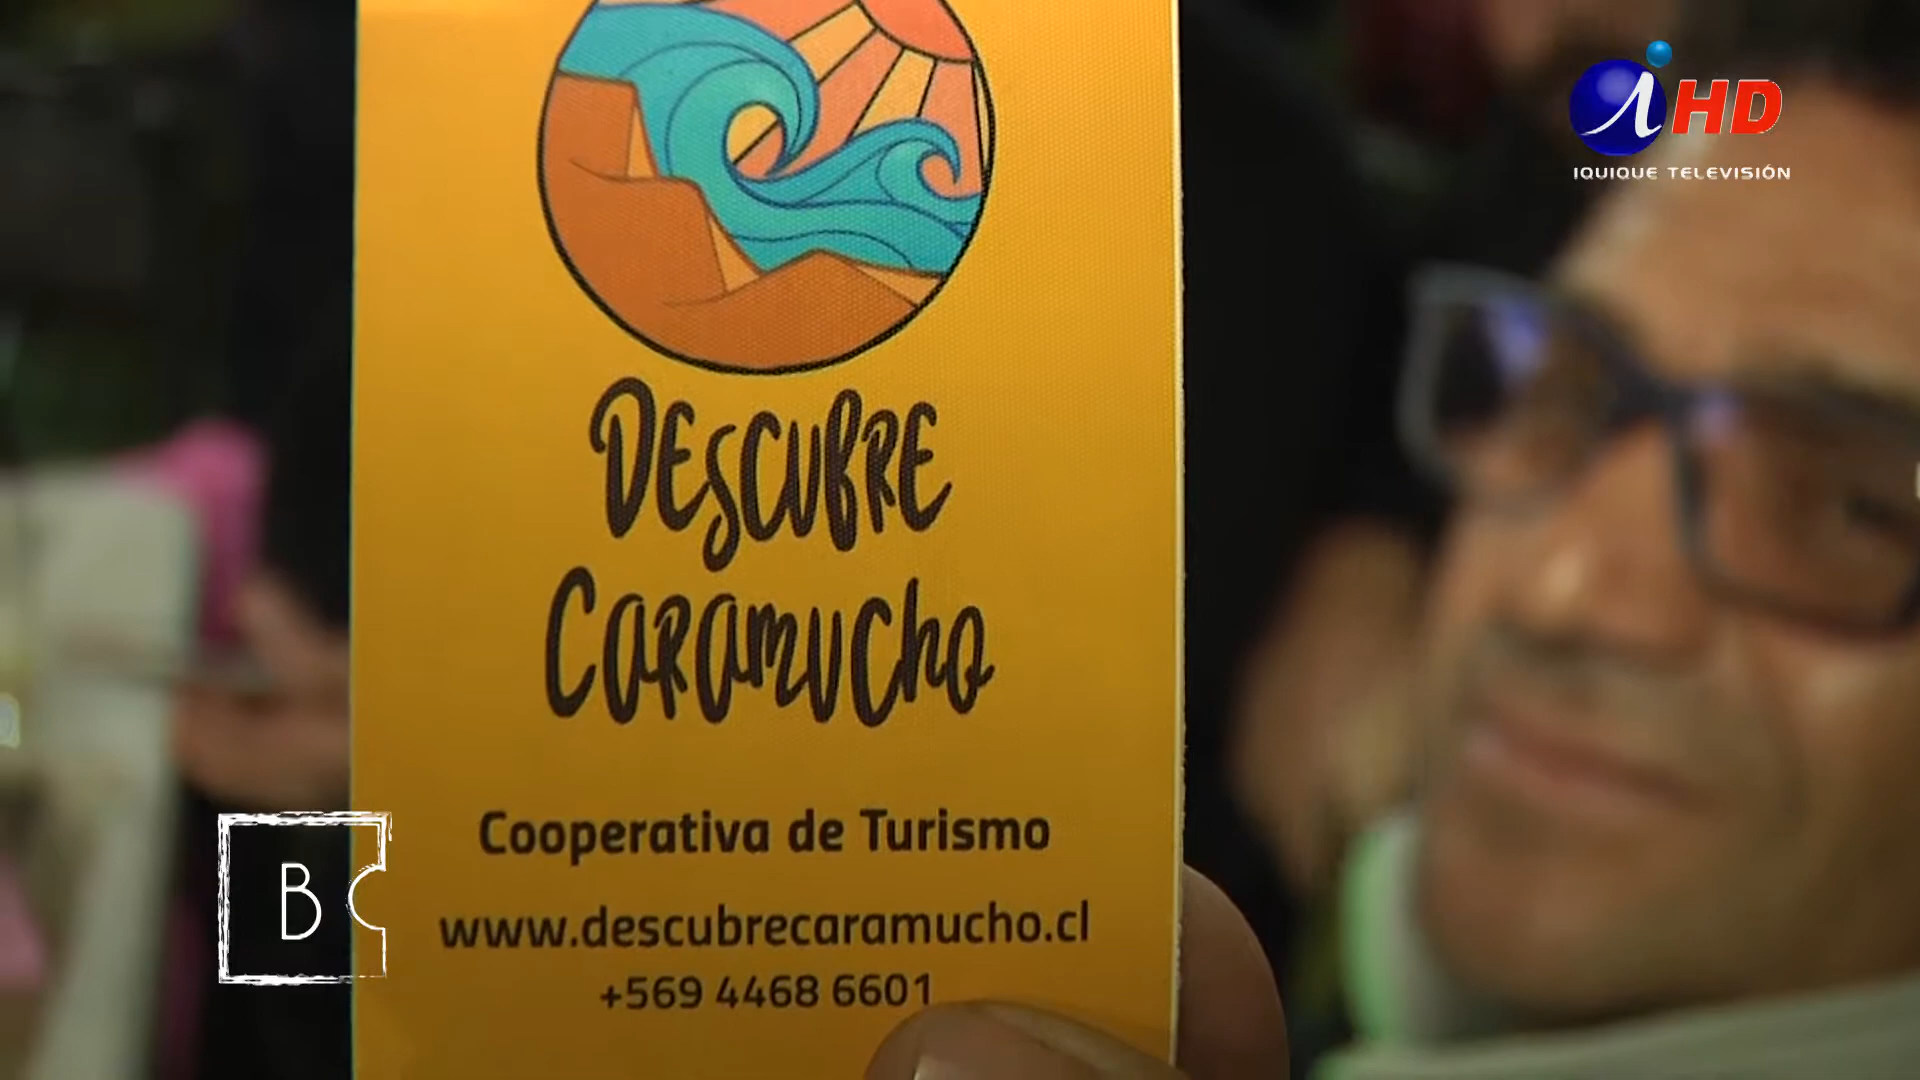 HD
IQUIQUE TELEVISIÓN
DESCUBRE
CARAMUCHO
Cooperativa de Turismo
www.descubrecaramucho.cl
+569 4468 6601
B